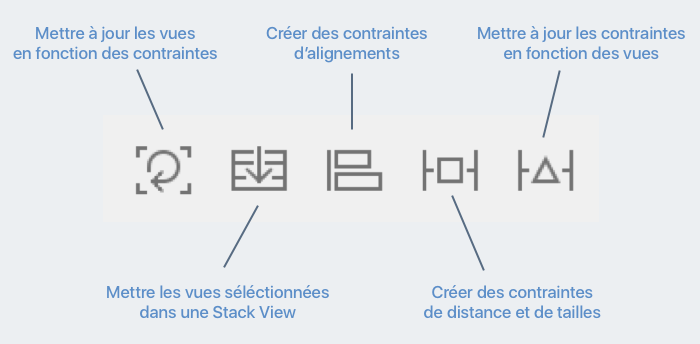 Mettre à jour les vues
en fonction des contraintes
Créer des contraintes
d’alignements
Mettre à jour les contraintes
en fonction des vues
Mettre les vues séléctionnées
dans une Stack View
Créer des contraintes
de distance et de tailles